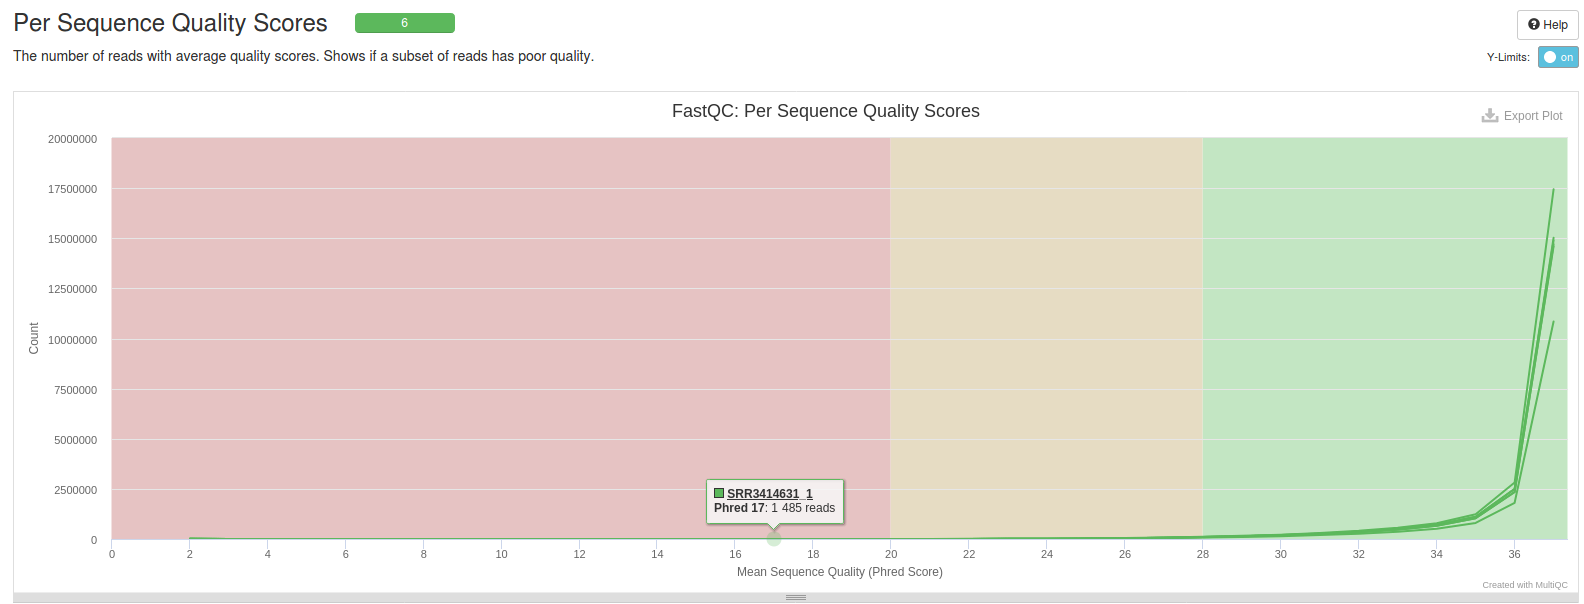 Per Sequence Quality Scores
6
Help
The number of reads with average quality scores. Shows if a subset of reads has poor quality.
Y-Limits: on
FastQC: Per Sequence Quality Scores
Export Plot
20000000
17500000
15000000
12500000
10000000
7500000
5000000
2500000
0
Count
SRR3414631_1
Phred 17: 1 485 reads
0 2 4 6 8 10 12 14 16 18 20 22 24 26 28 30 32 34 36
Mean Sequence Quality (Phred Score)
Created with MultiQC